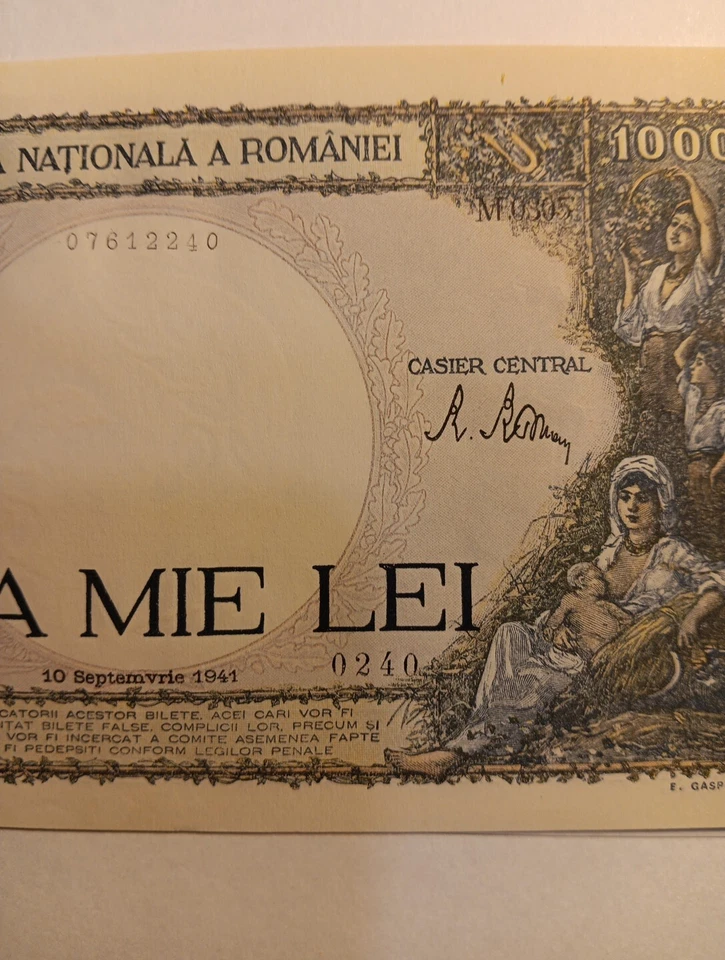 A NAȚIONALĂ A ROMÂNIEI
1000
M.0305
07612240
CASIER CENTRAL
A MIE LEI
0240
10 Septemvrie 1941
CATORII ACESTOR BILETE, ACEI CARI VOR FI
ITAT BILETE FALSE, COMPLICII LOR, PRECUM ȘI
VOR FI INCERCAT A COMITE ASEMENEA FAPTE
FI PEDEPSITI CONFORM LEGILOR PENALE
E. GASP